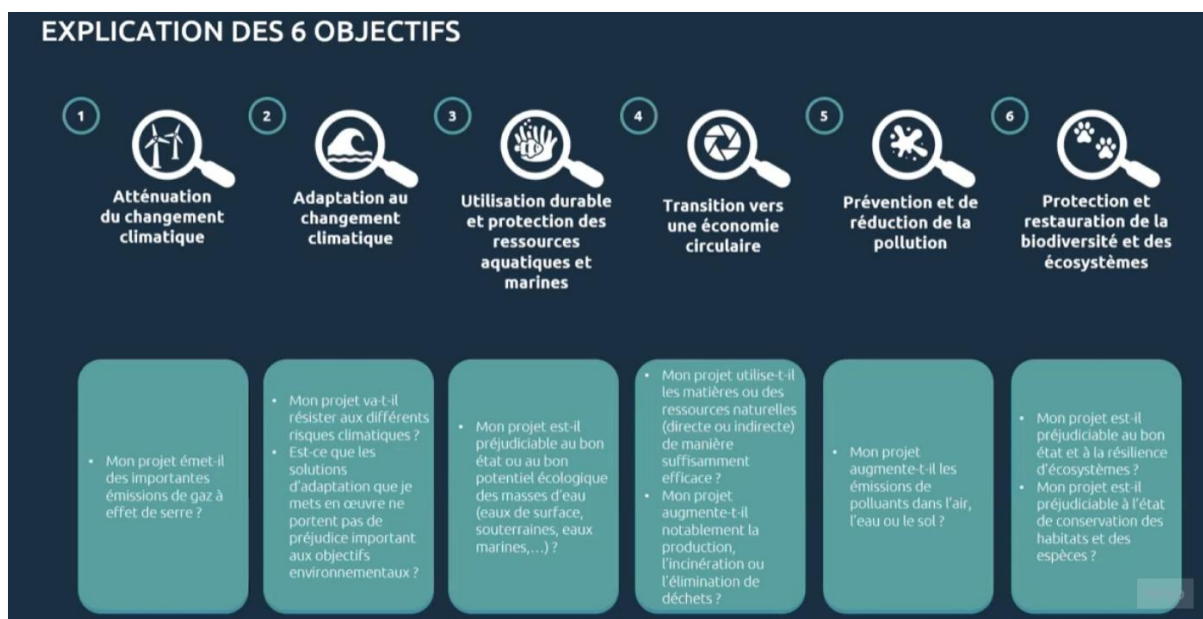 EXPLICATION DES 6 OBJECTIFS
1
Atténuation
du changement
climatique
2
Adaptation au
changement
climatique
3
Utilisation durable
et protection des
ressources
aquatiques et
marines
4
Transition vers
une économie
circulaire
5
Prévention et de
réduction de la
pollution
6
Protection et
restauration de la
biodiversité et des
écosystèmes
• Mon projet émet-il
des importantes
émissions de gaz à
effet de serre ?
• Mon projet va-t-il
résister aux différents
risques climatiques ?
• Est-ce que les
solutions
d'adaptation que je
mets en œuvre ne
portent pas de
préjudice important
aux objectifs
environnementaux ?
• Mon projet est-il
préjudiciable au bon
état ou au bon
potentiel écologique
des masses d'eau
(eaux de surface,
souterraines, eaux
marines,...) ?
• Mon projet utilise-t-il
les matières ou des
ressources naturelles
(directe ou indirecte)
de manière
suffisamment
efficace ?
• Mon projet
augmente-t-il
notablement la
production,
l'incinération ou
l'élimination de
déchets ?
• Mon projet
augmente-t-il les
émissions de
polluants dans l'air,
l'eau ou le sol ?
• Mon projet est-il
préjudiciable au bon
état et à la résilience
d'écosystèmes ?
• Mon projet est-il
préjudiciable à l'état
de conservation des
habitats et des
espèces ?